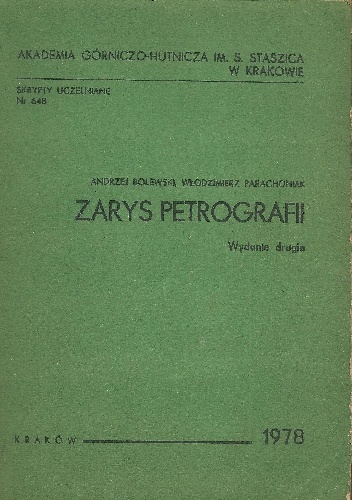 AKADEMIA GÓRNICZO-HUTNICZA IM. S. STASZICA
W KRAKOWIE
SKRYPTY UCZELNIANE
Nr 648
ANDRZEJ BOLEWSKI, WŁODZIMIERZ PARACHONIAK
ZARYS PETROGRAFII
Wydanie drugie
KRAKÓW 1978